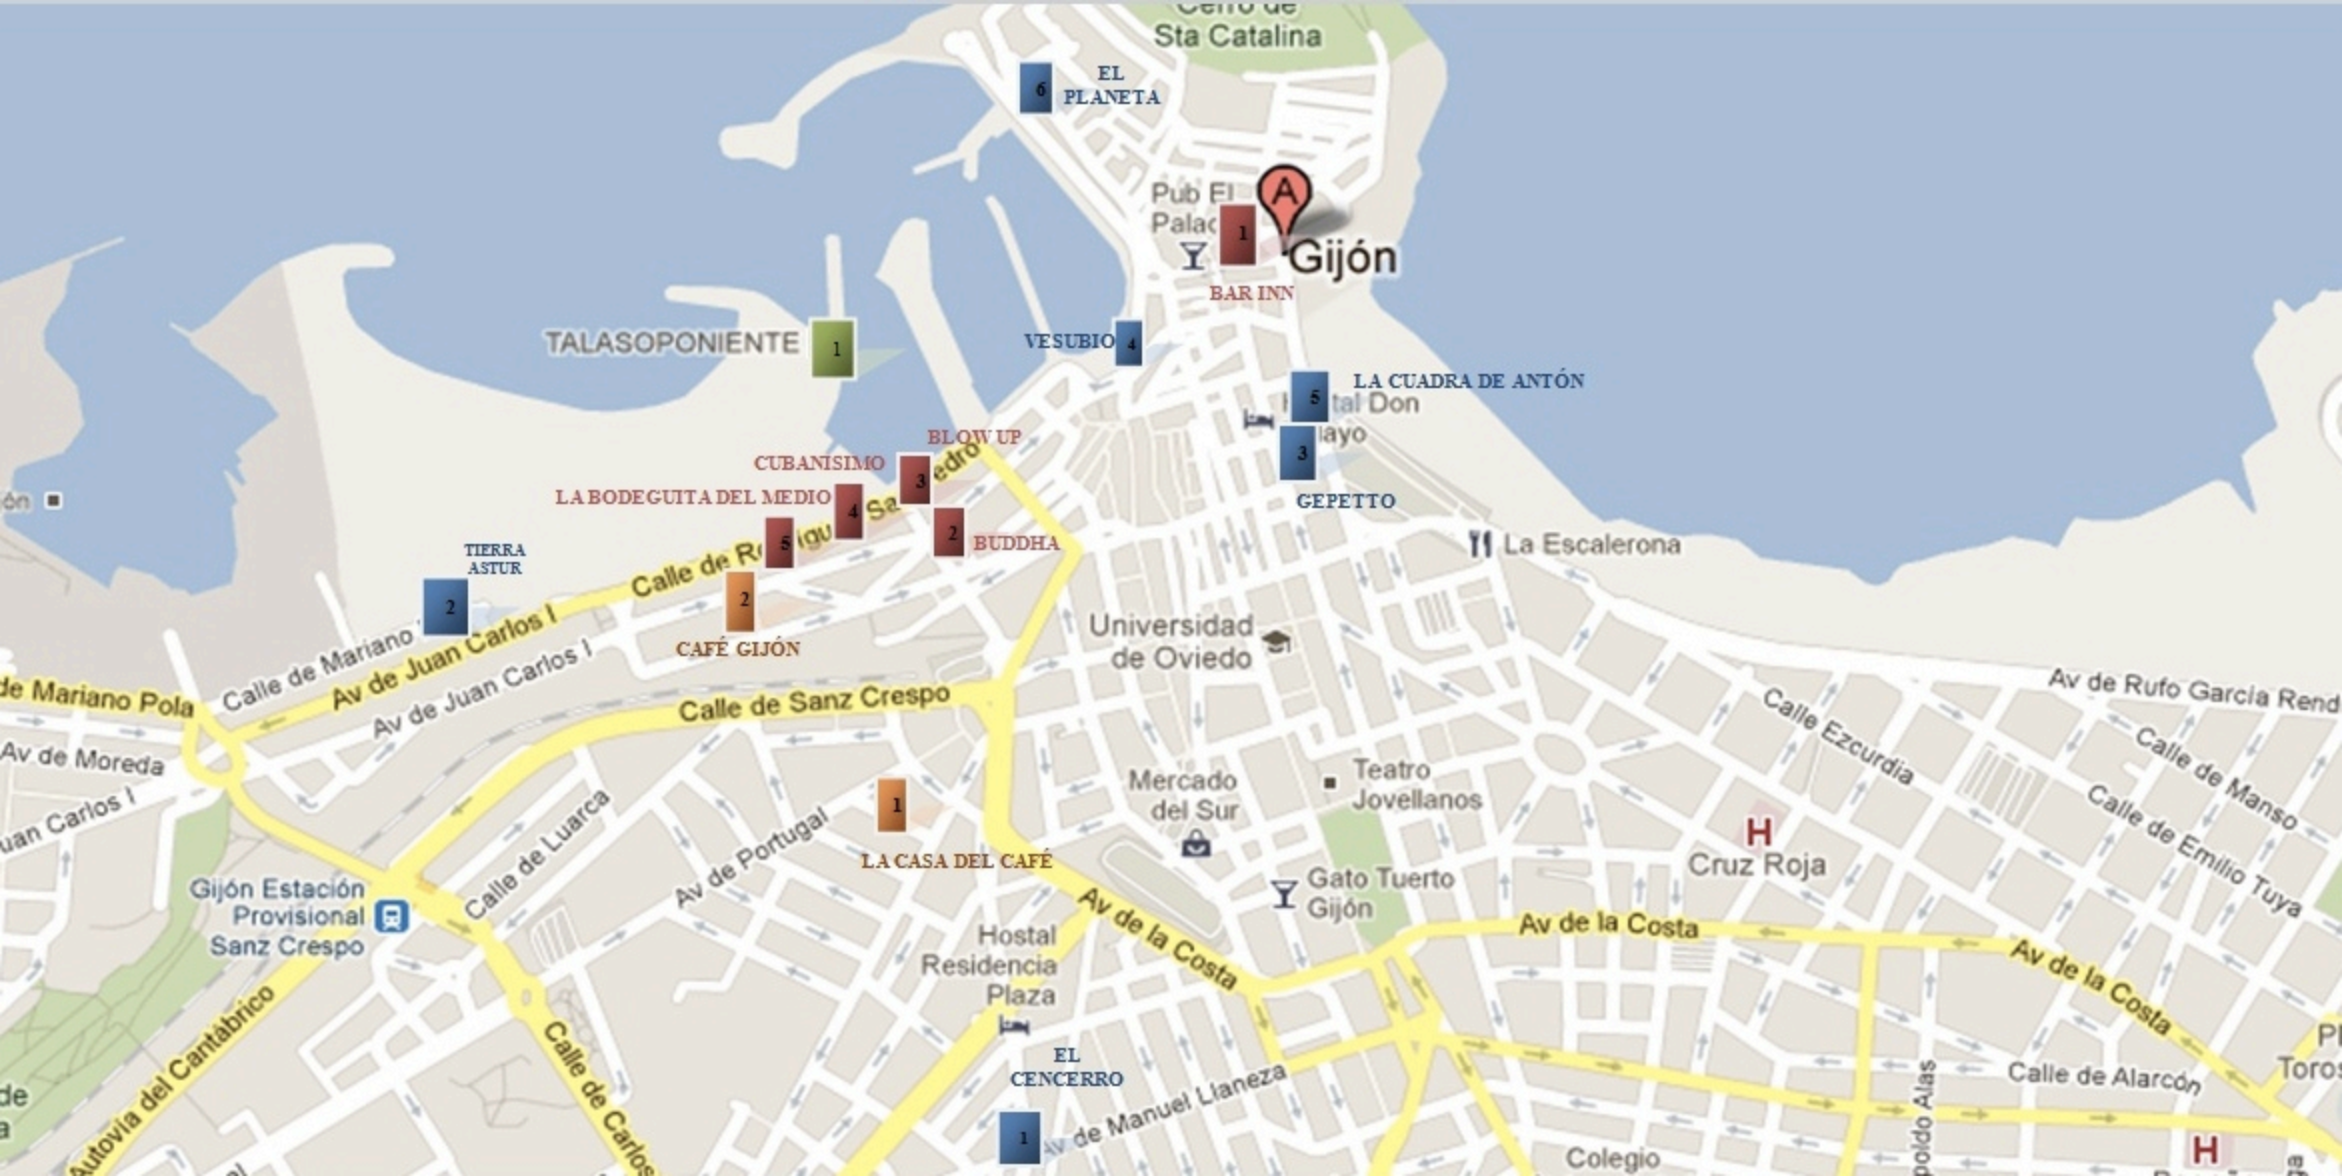 Cerro de
Sta Catalina
6
EL
PLANETA
A
Pub El
1
Gijón
BAR INN
TALASOPONIENTE
1
VESUBIO
4
LA CUADRA DE ANTÓN
5
Don
3
GEPETTO
BLOW UP
CUBANISIMO
3
LA BODEGUITA DEL MEDIO
4
5
2
BUDDHA
La Escalerona
TIERRA
ASTUR
2
Calle de
2
CAFÉ GIJÓN
Universidad
de Oviedo
Calle de Mariano
Av de Juan Carlos I
Av de Juan Carlos I
de Mariano Pola
Calle de Sanz Crespo
Av de Rufo García Rend
Av de Moreda
Calle Ezcurdia
Calle de Manso
Calle de Emilio Tuya
uan Carlos I
Mercado
del Sur
Teatro
Jovellanos
1
LA CASA DEL CAFÉ
Av de Portugal
Calle de Luarca
H
Cruz Roja
Gijón Estación
Provisional
Sanz Crespo
Gato Tuerto
Gijón
Av de la Costa
Av de la Costa
Av de la Costa
Hostal
Residencia
Plaza
Autovía del Cantábrico
Calle de Carlos
EL
CENCERRO
1
Av de Manuel Llaneza
Calle de Alarcón
poldo Alas
Toros
Colegio
H
de